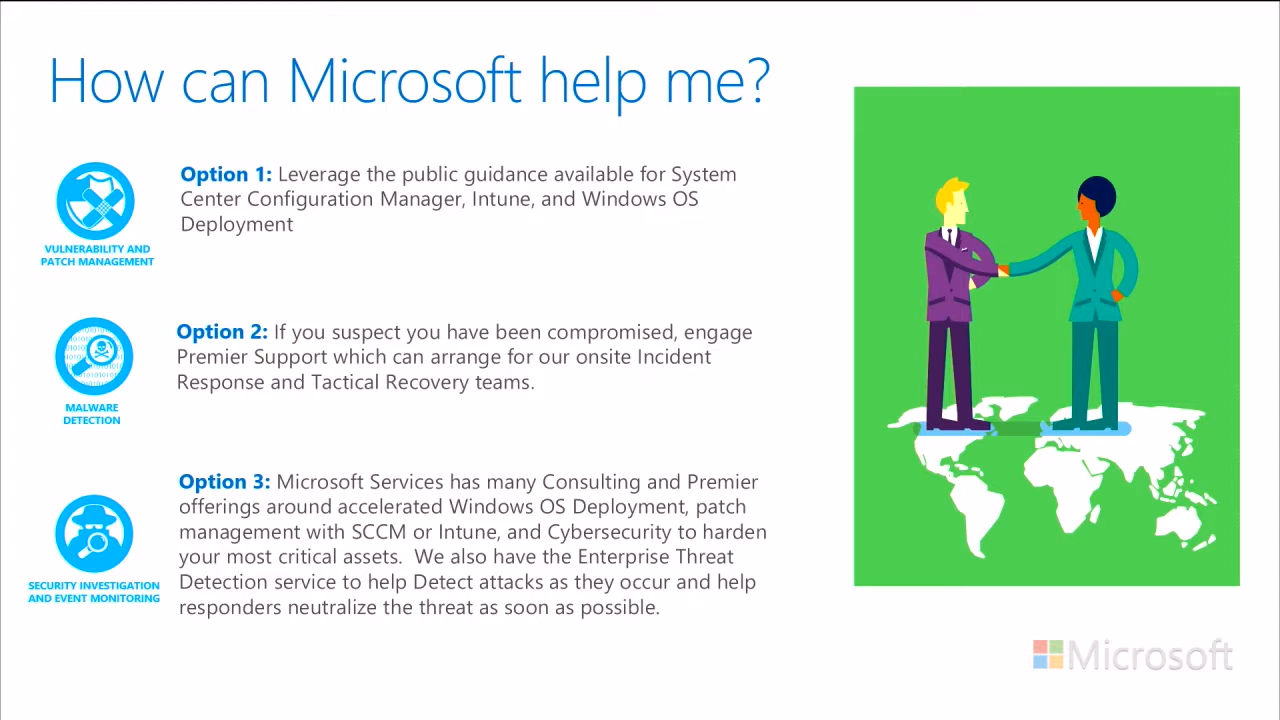 How can Microsoft help me?
Option 1: Leverage the public guidance available for System
Center Configuration Manager, Intune, and Windows OS
Deployment
VULNERABILITY AND
PATCH MANAGEMENT
Option 2: If you suspect you have been compromised, engage
Premier Support which can arrange for our onsite Incident
Response and Tactical Recovery teams.
MALWARE
DETECTION
Option 3: Microsoft Services has many Consulting and Premier
offerings around accelerated Windows OS Deployment, patch
management with SCCM or Intune, and Cybersecurity to harden
your most critical assets.  We also have the Enterprise Threat
Detection service to help Detect attacks as they occur and help
responders neutralize the threat as soon as possible.
SECURITY INVESTIGATION
AND EVENT MONITORING
Microsoft